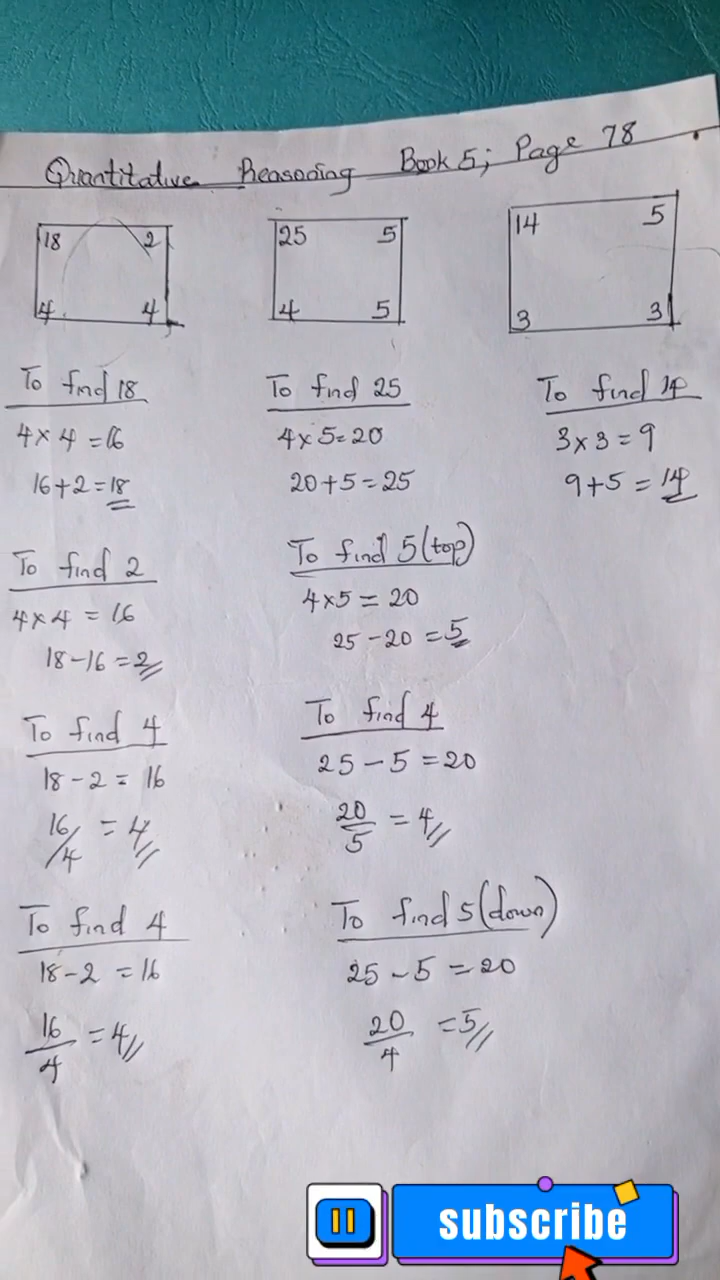 Quantitative Reasoning Book 5; Page 78
18 2
4 4
25 5
4 5
14 5
3 3
To find 18
4 × 4 = 16
16 + 2 = 18
To find 2
4 × 4 = 16
18 - 16 = 2
To find 4
18 - 2 = 16
16/4 = 4
To find 4
18 - 2 = 16
16/4 = 4
To find 25
4 × 5 = 20
20 + 5 = 25
To find 5 (top)
4 × 5 = 20
25 - 20 = 5
To find 4
25 - 5 = 20
20/5 = 4
To find 5 (down)
25 - 5 = 20
20/4 = 5
To find 14
3 × 3 = 9
9 + 5 = 14
subscribe